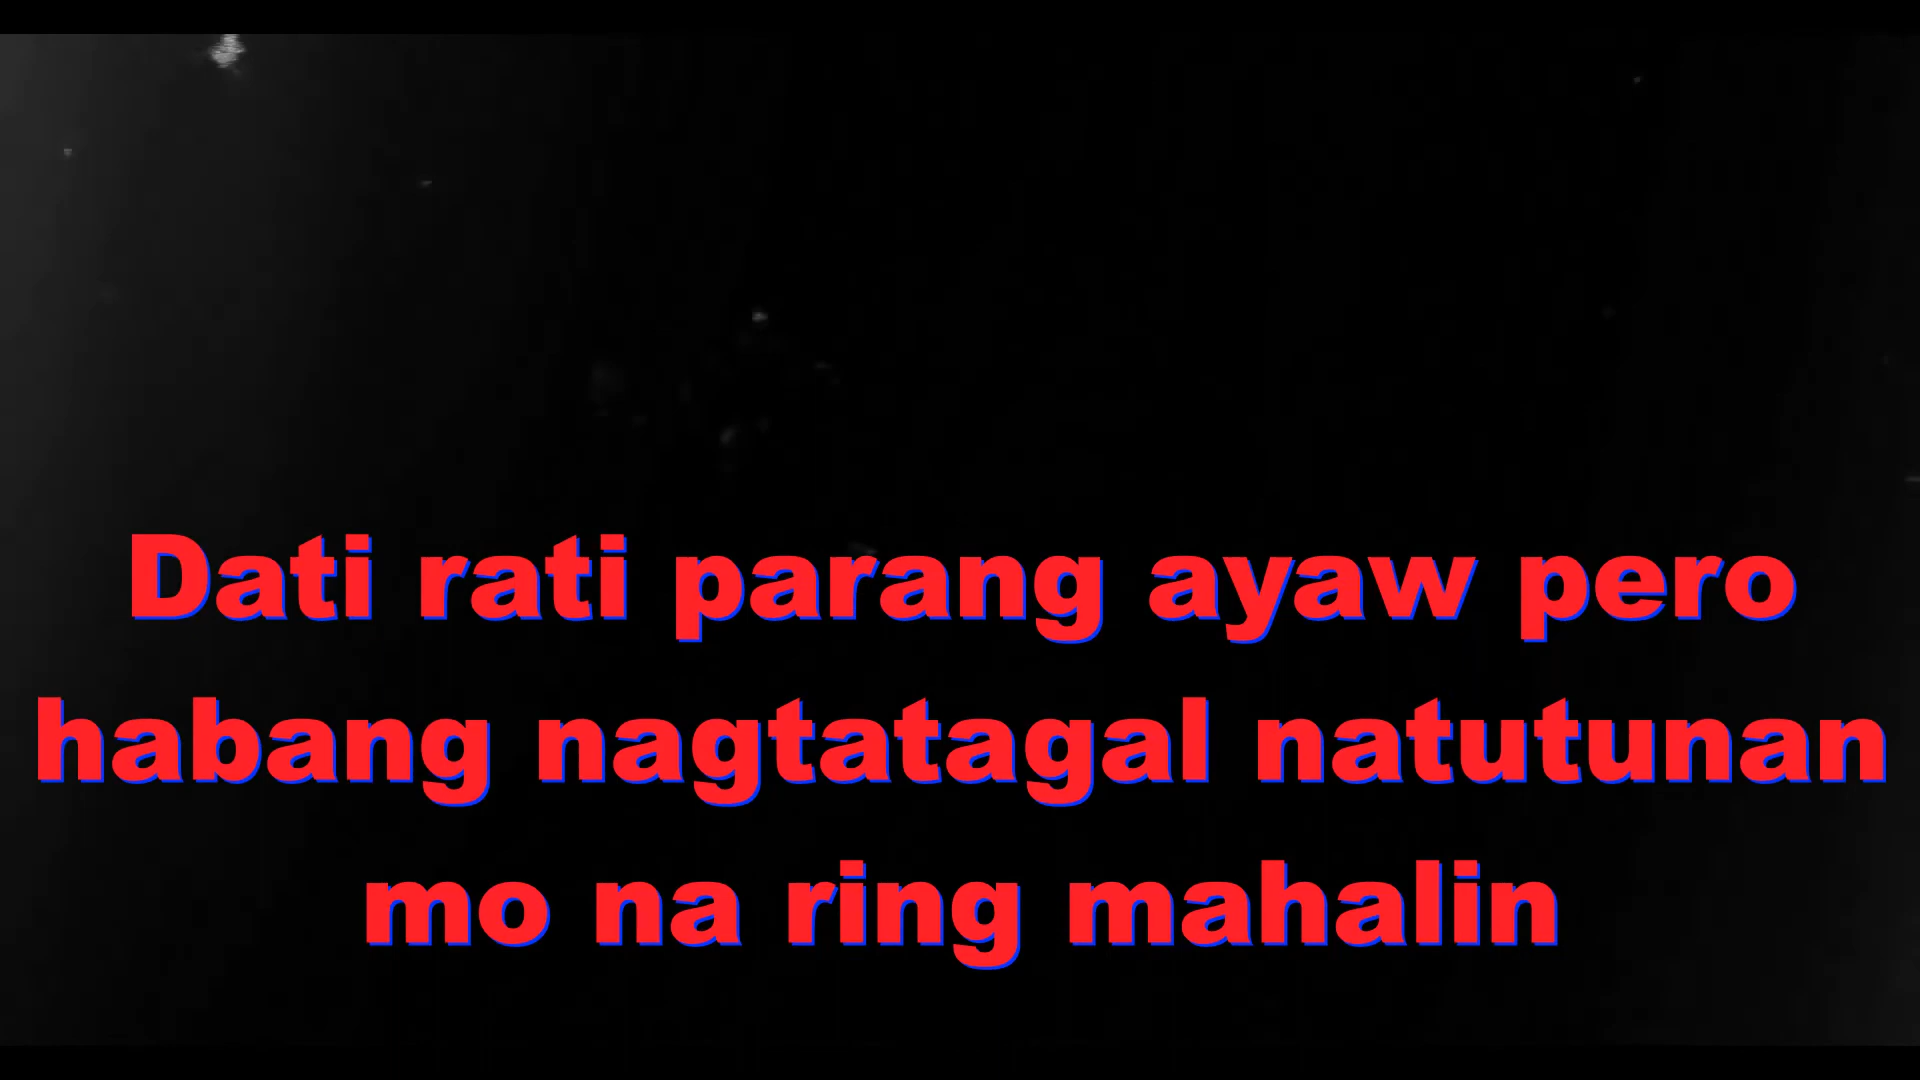 Dati rati parang ayaw pero
habang nagtatagal natutunan
mo na ring mahalin